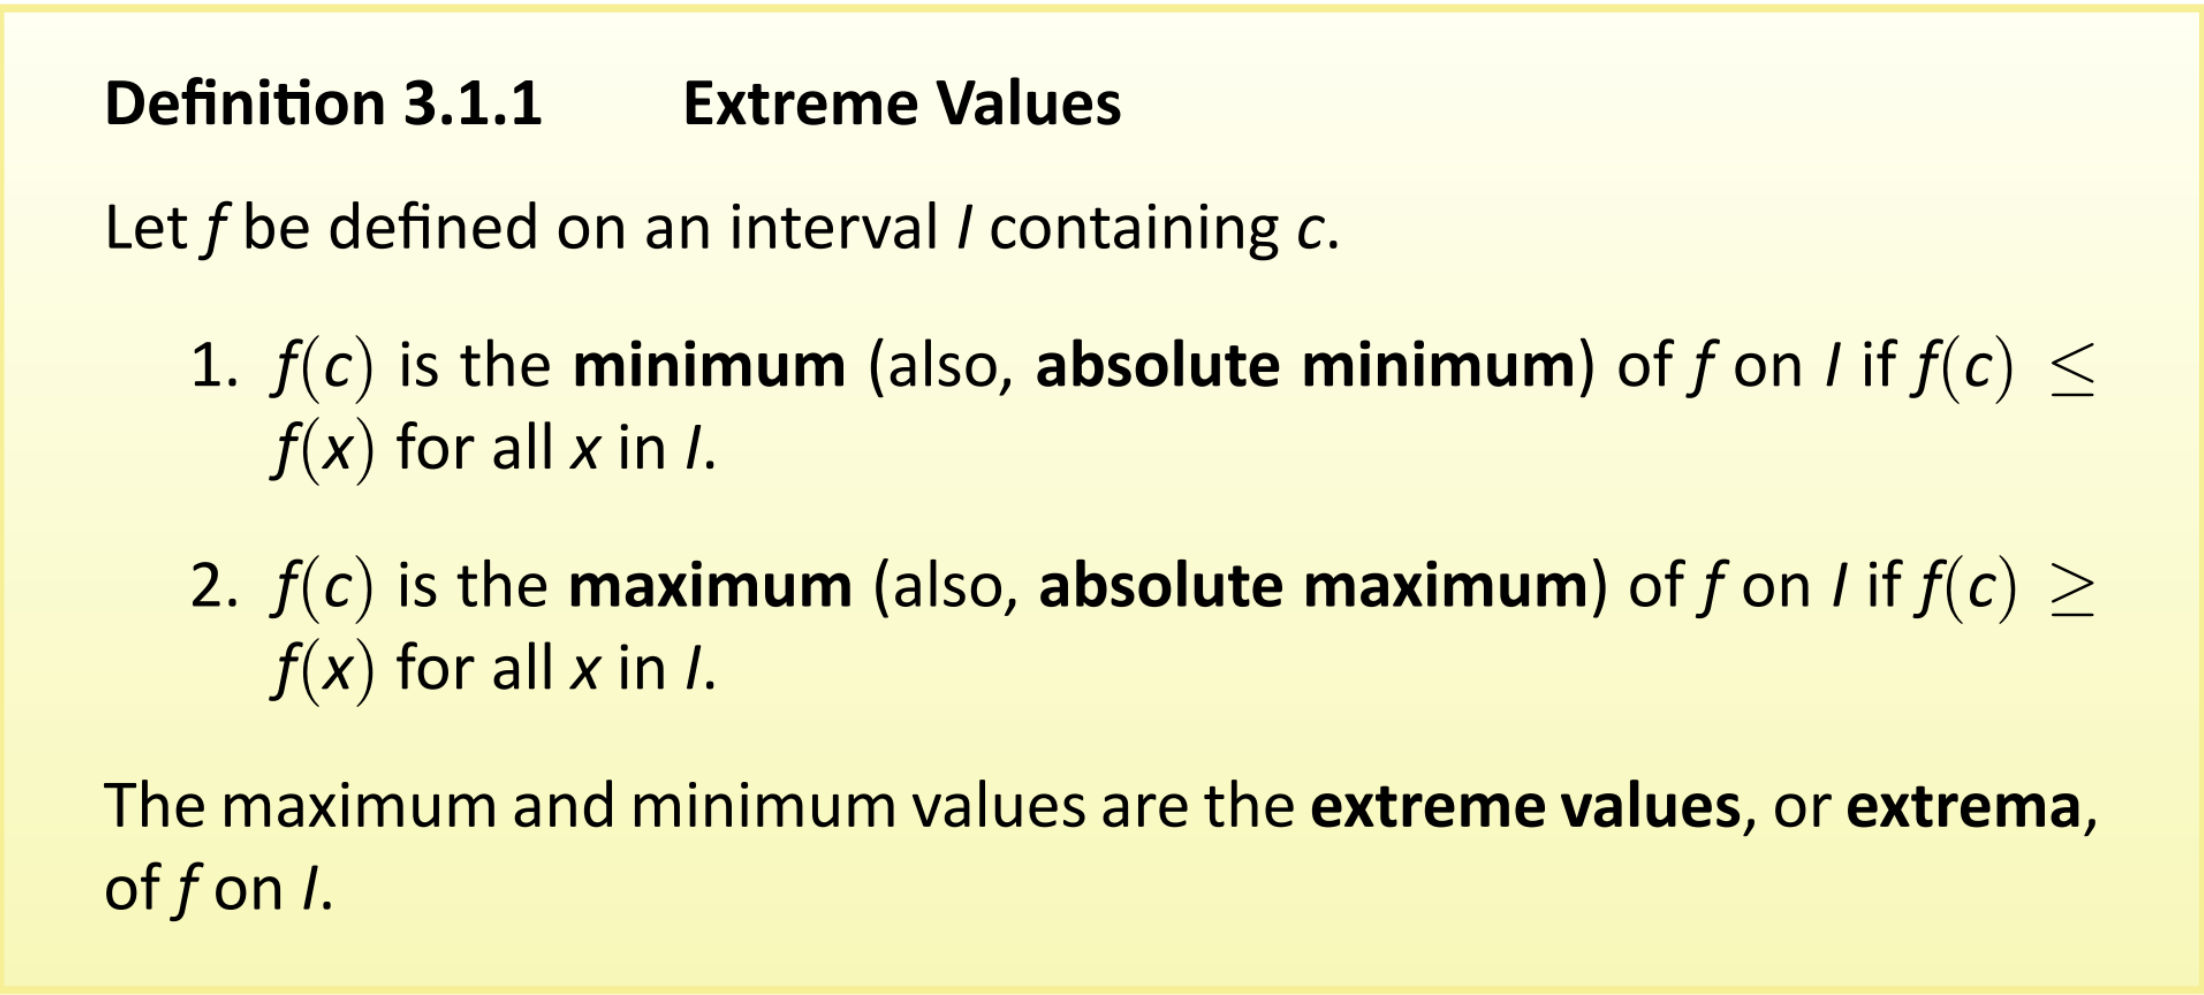 Definition 3.1.1 Extreme Values
Let f be defined on an interval I containing c.
1. f(c) is the minimum (also, absolute minimum) of f on I if f(c) ≤
f(x) for all x in I.
2. f(c) is the maximum (also, absolute maximum) of f on I if f(c) ≥
f(x) for all x in I.
The maximum and minimum values are the extreme values, or extrema,
of f on I.